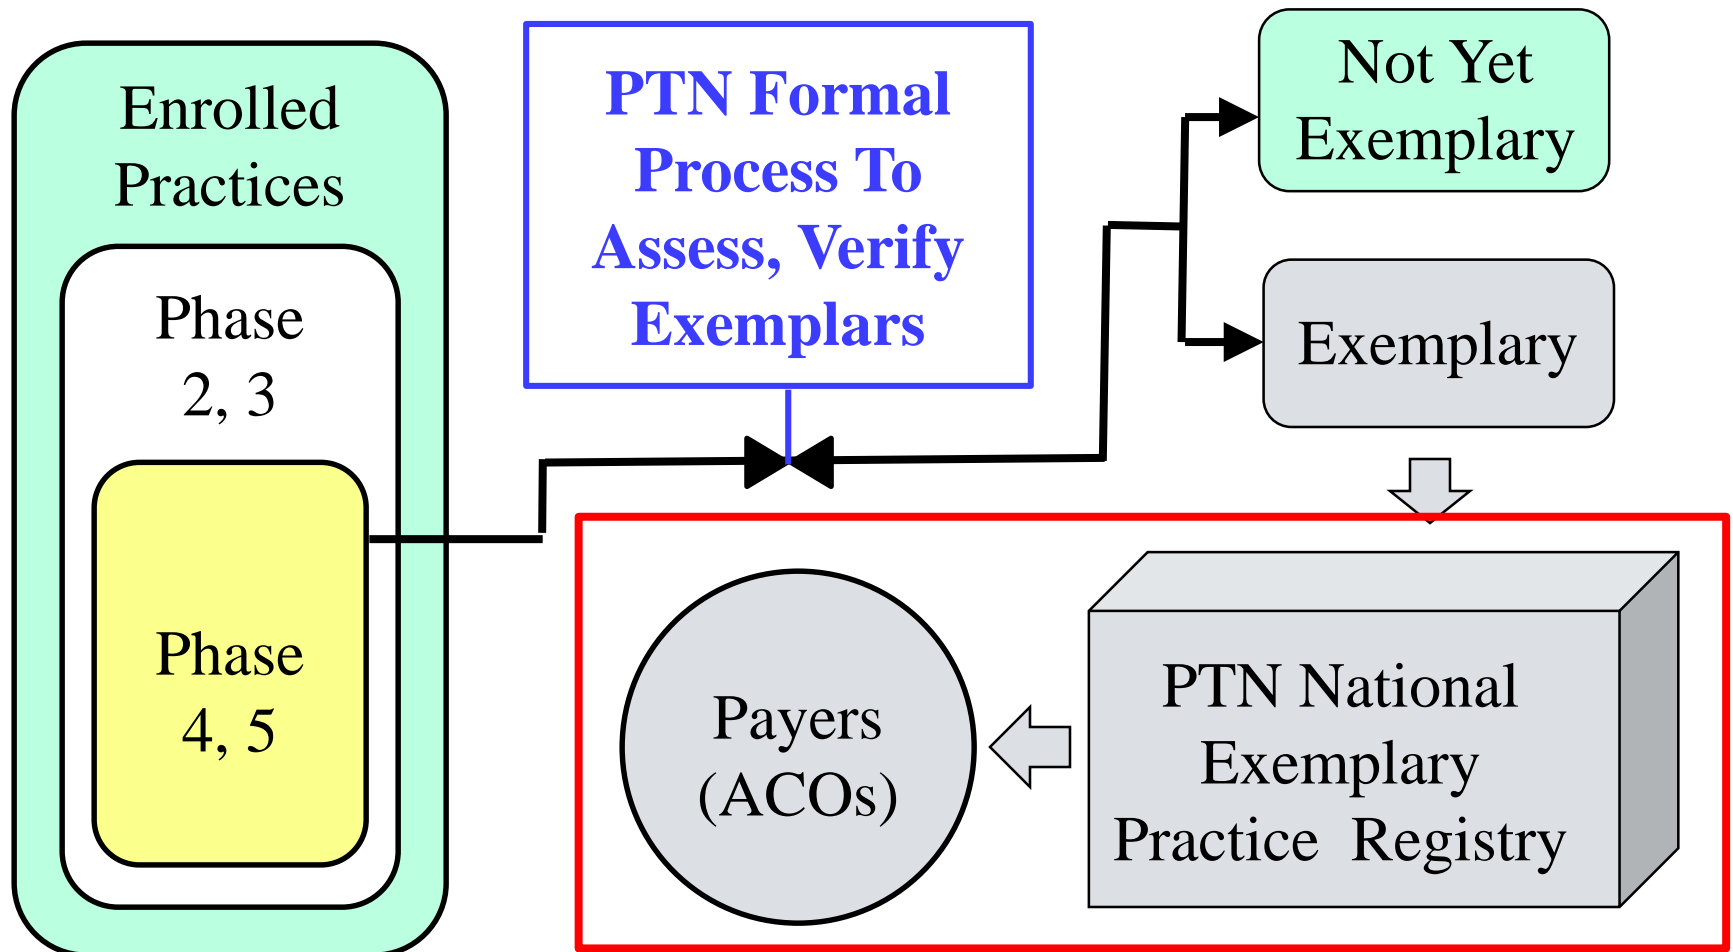 Enrolled
Practices
Phase
2, 3
Phase
4, 5
PTN Formal
Process To
Assess, Verify
Exemplars
Not Yet
Exemplary
Exemplary
PTN National
Exemplary
Practice  Registry
Payers
(ACOs)